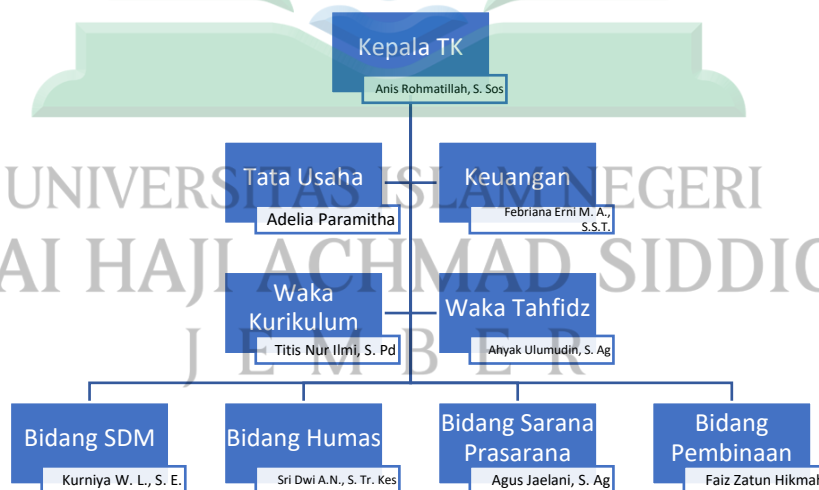 Kepala TK
Anis Rohmatillah, S. Sos
Tata Usaha
Adelia Paramitha
Keuangan
Febriana Erni M. A.,
S.S.T.
UNIVERSITAS ISLAM NEGERI
AI HAJI ACHMAD SIDDIQ
JEMBER
Waka
Kurikulum
Titis Nur Ilmi, S. Pd
Waka Tahfidz
Ahyak Ulumudin, S. Ag
Bidang SDM
Kurniya W. L., S. E.
Bidang Humas
Sri Dwi A.N., S. Tr. Kes
Bidang Sarana
Prasarana
Agus Jaelani, S. Ag
Bidang
Pembinaan
Faiz Zatun Hikmah